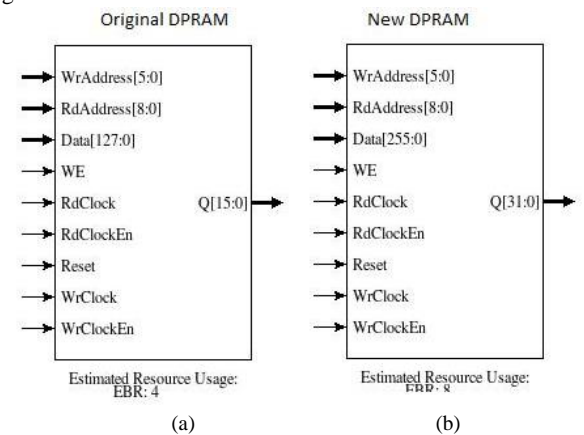 Original DPRAM
WrAddress[5:0]
RdAddress[8:0]
Data[127:0]
WE
RdClock
Q[15:0]
RdClockEn
Reset
WrClock
WrClockEn
Estimated Resource Usage:
EBR: 4
(a)
New DPRAM
WrAddress[5:0]
RdAddress[8:0]
Data[255:0]
WE
RdClock
Q[31:0]
RdClockEn
Reset
WrClock
WrClockEn
Estimated Resource Usage:
EBR: 8
(b)